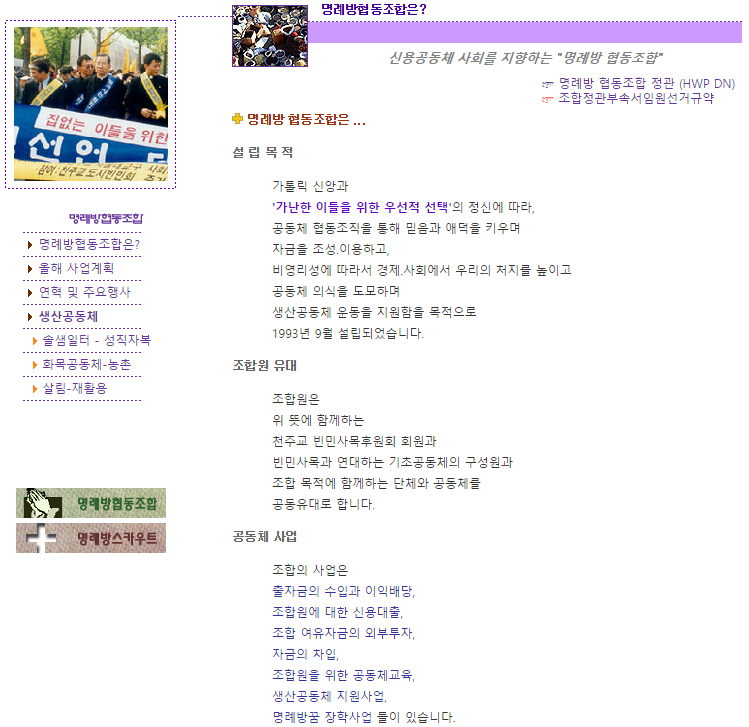 명례방협동조합은?
신용공동체 사회를 지향하는 "명례방 협동조합"
명례방 협동조합 정관 (HWP DN)
조합정관부속서임원선거규약
집없는 이들을 위한
선언
명례방협동조합
명례방협동조합은?
올해 사업계획
연혁 및 주요행사
생산공동체
솔샘일터 - 성직자복
화목공동체-농촌
살림-재활용
명례방협동조합
명례방스카우트
명례방 협동조합은 ...
설 립 목 적
가톨릭 신앙과
'가난한 이들을 위한 우선적 선택'의 정신에 따라,
공동체 협동조직을 통해 믿음과 애덕을 키우며
자금을 조성.이용하고,
비영리성에 따라서 경제.사회에서 우리의 처지를 높이고
공동체 의식을 도모하며
생산공동체 운동을 지원함을 목적으로
1993년 9월 설립되었습니다.
조합원 유대
조합원은
위 뜻에 함께하는
천주교 빈민사목후원회 회원과
빈민사목과 연대하는 기초공동체의 구성원과
조합 목적에 함께하는 단체와 공동체를
공동유대로 합니다.
공동체 사업
조합의 사업은
출자금의 수입과 이익배당,
조합원에 대한 신용대출,
조합 여유자금의 외부투자,
자금의 차입,
조합원을 위한 공동체교육,
생산공동체 지원사업,
명례방꿈 장학사업 들이 있습니다.